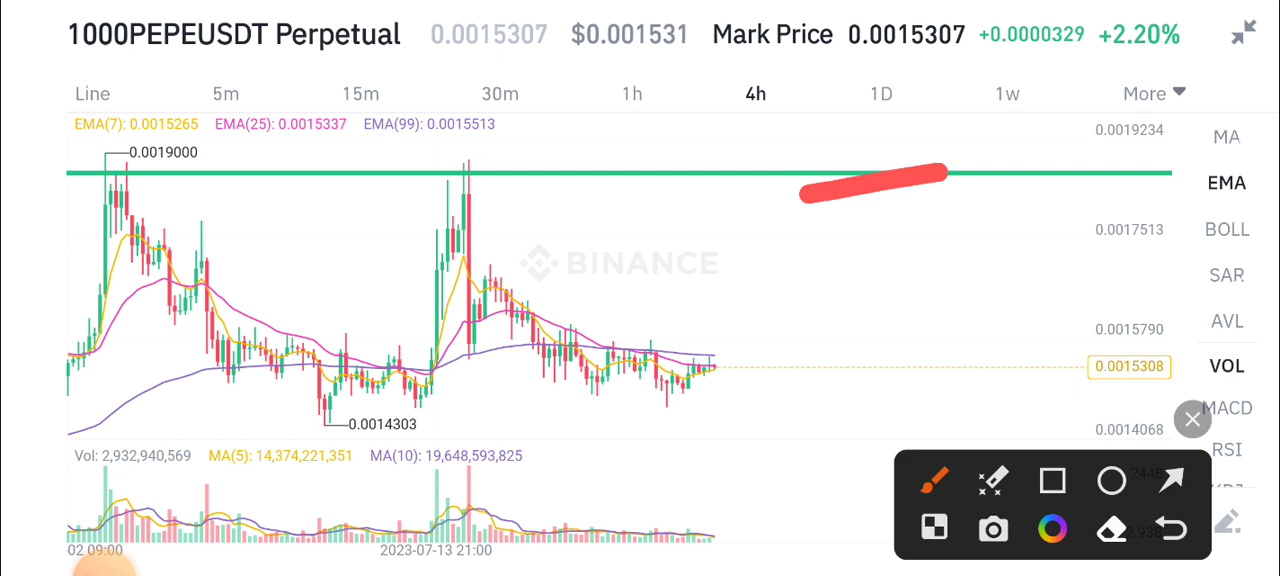 1000PEPEUSDT Perpetual 0.0015307 $0.001531 Mark Price 0.0015307 +0.0000329 +2.20%
Line 5m 15m 30m 1h 4h 1D 1w More
EMA(7): 0.0015265 EMA(25): 0.0015337 EMA(99): 0.0015513
0.0019234
MA
0.0019000
EMA
0.0017513
BOLL
BINANCE
SAR
AVL
0.0015790
0.0015308
VOL
MACD
0.0014303
0.0014068
RSI
Vol: 2,932,940,569 MA(5): 14,374,221,351 MA(10): 19,648,593,825
02 09:00 2023-07-13 21:00